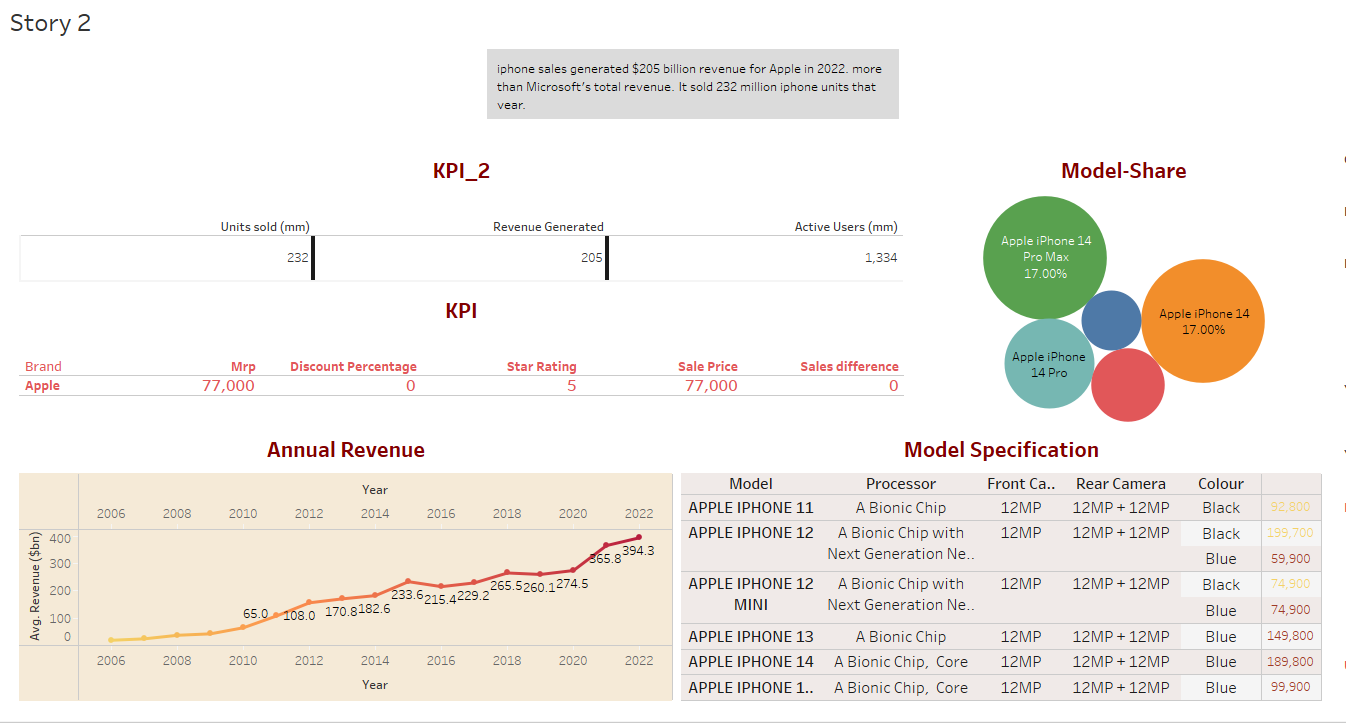 Story 2
iphone sales generated $205 billion revenue for Apple in 2022. more
than Microsoft's total revenue. It sold 232 million iphone units that
year.
KPI_2
Units sold (mm) Revenue Generated Active Users (mm)
232 205 1,334
KPI
Brand Mrp Discount Percentage Star Rating Sale Price Sales difference
Apple 77,000 0 5 77,000 0
Model-Share
Apple iPhone 14
Pro Max
17.00%
Apple iPhone 14
17.00%
Apple iPhone
14 Pro
Annual Revenue
Year
2006 2008 2010 2012 2014 2016 2018 2020 2022
Avg. Revenue ($bn)
400
300
200
100
0
65.0 108.0 170.8 182.6 233.6 215.4 229.2 265.5 260.1 274.5 365.8 394.3
2006 2008 2010 2012 2014 2016 2018 2020 2022
Year
Model Specification
Model Processor Front Ca.. Rear Camera Colour
APPLE IPHONE 11 A Bionic Chip 12MP 12MP + 12MP Black 92,800
APPLE IPHONE 12 A Bionic Chip with 12MP 12MP + 12MP Black 199,700
Next Generation Ne.. Blue 59,900
APPLE IPHONE 12 A Bionic Chip with 12MP 12MP + 12MP Black 74,900
MINI Next Generation Ne.. Blue 74,900
APPLE IPHONE 13 A Bionic Chip 12MP 12MP + 12MP Blue 149,800
APPLE IPHONE 14 A Bionic Chip, Core 12MP 12MP + 12MP Blue 189,800
APPLE IPHONE 1.. A Bionic Chip, Core 12MP 12MP + 12MP Blue 99,900